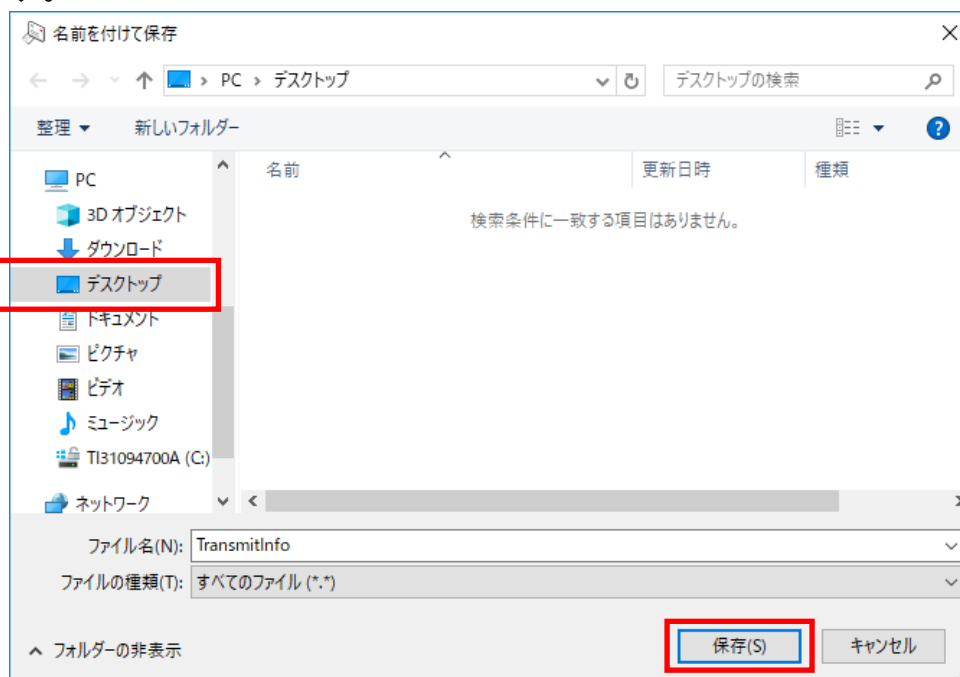 名前を付けて保存
PC › デスクトップ
デスクトップの検索
整理
新しいフォルダー
名前
更新日時
種類
検索条件に一致する項目はありません。
PC
3D オブジェクト
ダウンロード
デスクトップ
ドキュメント
ピクチャ
ビデオ
ミュージック
TI31094700A (C:)
ネットワーク
ファイル名(N): TransmitInfo
ファイルの種類(T): すべてのファイル (*.*)
フォルダーの非表示
保存(S)
キャンセル